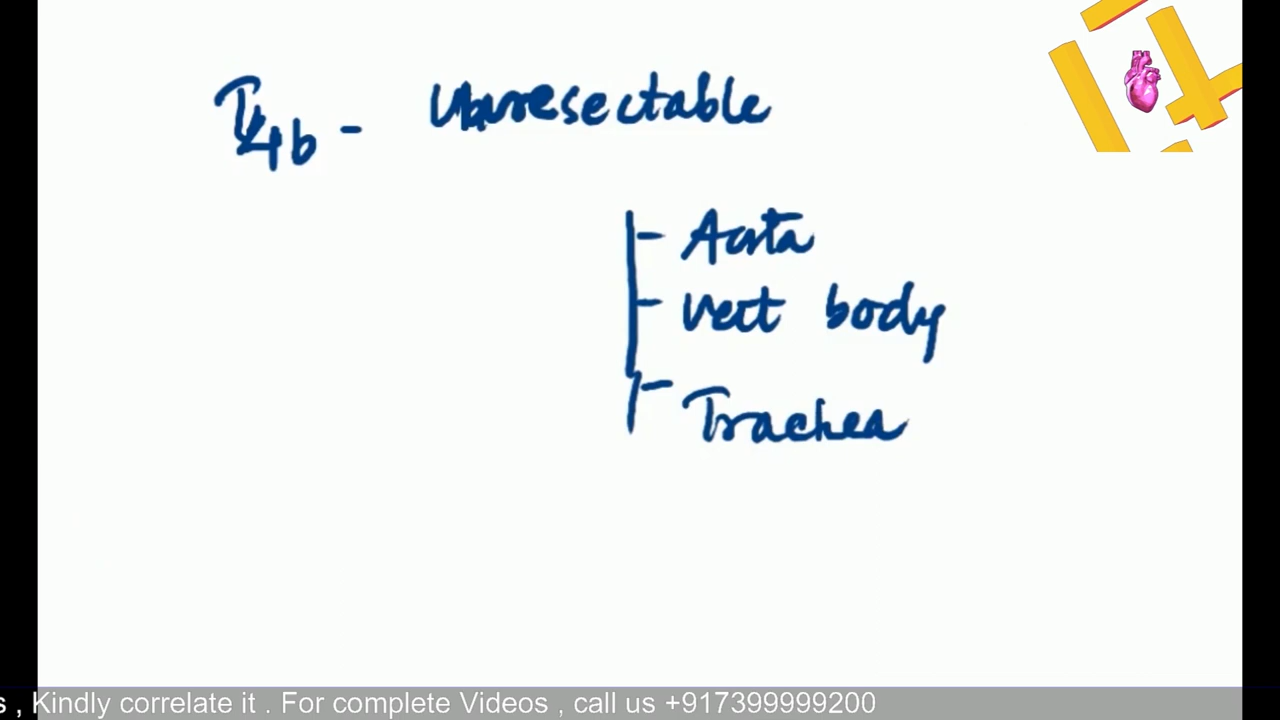 T4b - Unresectable
- Aorta
- Vert body
- Trachea
s , Kindly correlate it . For complete Videos , call us +917399999200